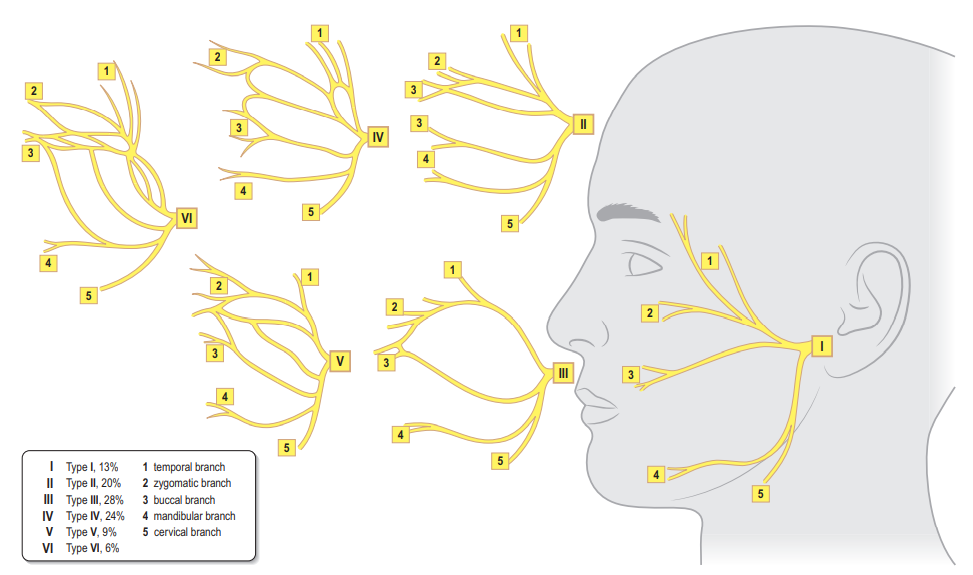 1
2
3
4
5
VI
1
2
3
4
5
IV
1
2
3
3
4
5
II
1
2
3
4
5
V
1
2
3
4
5
III
1
2
3
4
5
I
I Type I, 13% 1 temporal branch
II Type II, 20% 2 zygomatic branch
III Type III, 28% 3 buccal branch
IV Type IV, 24% 4 mandibular branch
V Type V, 9% 5 cervical branch
VI Type VI, 6%